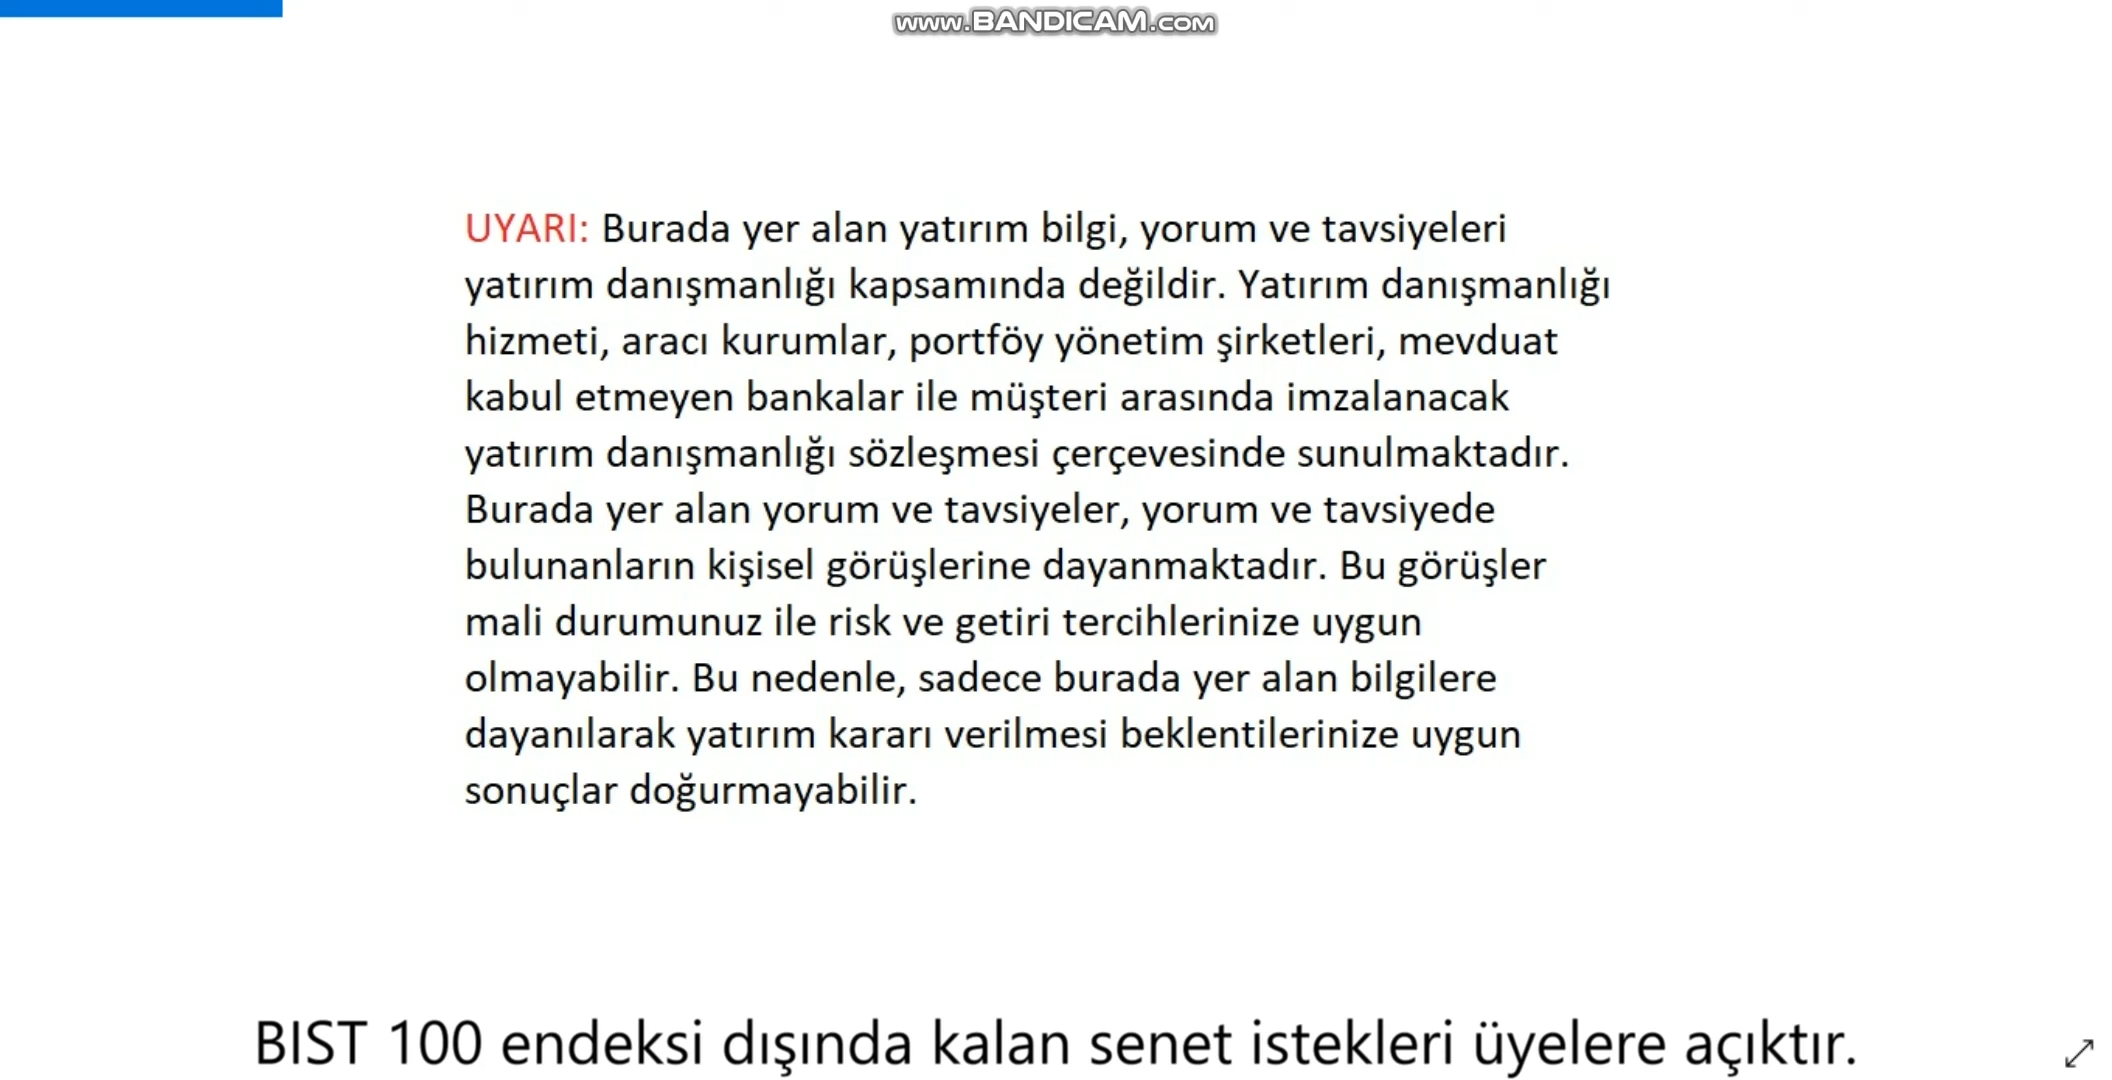 www.BANDICAM.com
UYARI: Burada yer alan yatırım bilgi, yorum ve tavsiyeleri
yatırım danışmanlığı kapsamında değildir. Yatırım danışmanlığı
hizmeti, aracı kurumlar, portföy yönetim şirketleri, mevduat
kabul etmeyen bankalar ile müşteri arasında imzalanacak
yatırım danışmanlığı sözleşmesi çerçevesinde sunulmaktadır.
Burada yer alan yorum ve tavsiyeler, yorum ve tavsiyede
bulunanların kişisel görüşlerine dayanmaktadır. Bu görüşler
mali durumunuz ile risk ve getiri tercihlerinize uygun
olmayabilir. Bu nedenle, sadece burada yer alan bilgilere
dayanılarak yatırım kararı verilmesi beklentilerinize uygun
sonuçlar doğurmayabilir.
BIST 100 endeksi dışında kalan senet istekleri üyelere açıktır.